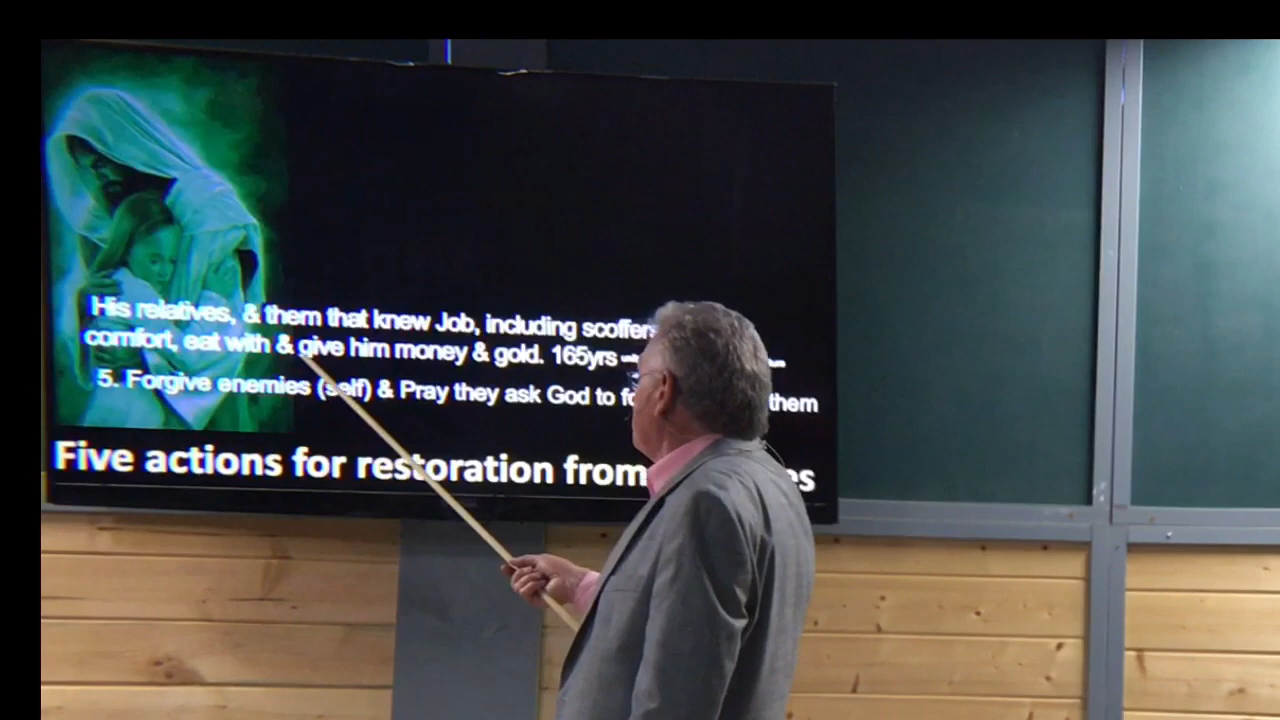 His relatives, & them that knew Job, including scoffers
comfort, eat with & give him money & gold. 165yrs
5. Forgive enemies (self) & Pray they ask God to them
Five actions for restoration from